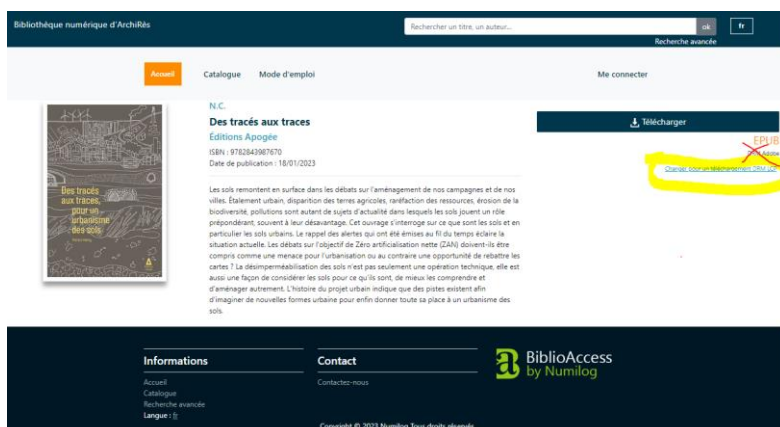 Bibliothèque numérique d'ArchiRès
Rechercher un titre, un auteur...
ok
fr
Recherche avancée
Accueil
Catalogue
Mode d'emploi
Me connecter
N.C.
Des tracés aux traces
Éditions Apogée
ISBN : 9782843987670
Date de publication : 18/01/2023
Les sols remontent en surface dans les débats sur l'aménagement de nos campagnes et de nos
villes. Étalement urbain, disparition des terres agricoles, raréfaction des ressources, érosion de la
biodiversité, pollutions sont autant de sujets d'actualité dans lesquels les sols jouent un rôle
prépondérant, souvent à leur désavantage. Cet ouvrage s'interroge sur ce que sont les sols et en
particulier les sols urbains. Le rappel des alertes qui ont été émises au fil du temps éclaire la
situation actuelle. Les débats sur l'objectif de Zéro artificialisation nette (ZAN) doivent-ils être
compris comme une menace pour l'urbanisation ou au contraire une opportunité de rebattre les
cartes ? La désimperméabilisation des sols n'est pas seulement une opération technique, elle est
aussi une façon de considérer les sols pour ce qu'ils sont, de mieux les comprendre et
d'aménager autrement. L'histoire du projet urbain indique que des pistes existent afin
d'imaginer de nouvelles formes urbaine pour enfin donner toute sa place à un urbanisme des
sols.
Des tracés
aux traces,
pour un
urbanisme
des sols
Télécharger
EPUB
Adobe
Changer pour un téléchargement DRM LCP
Informations
Accueil
Catalogue
Recherche avancée
Langue : fr
Contact
Contactez-nous
BiblioAccess
by Numilog
Copyright © 2023 Numilog Tous droits réservés